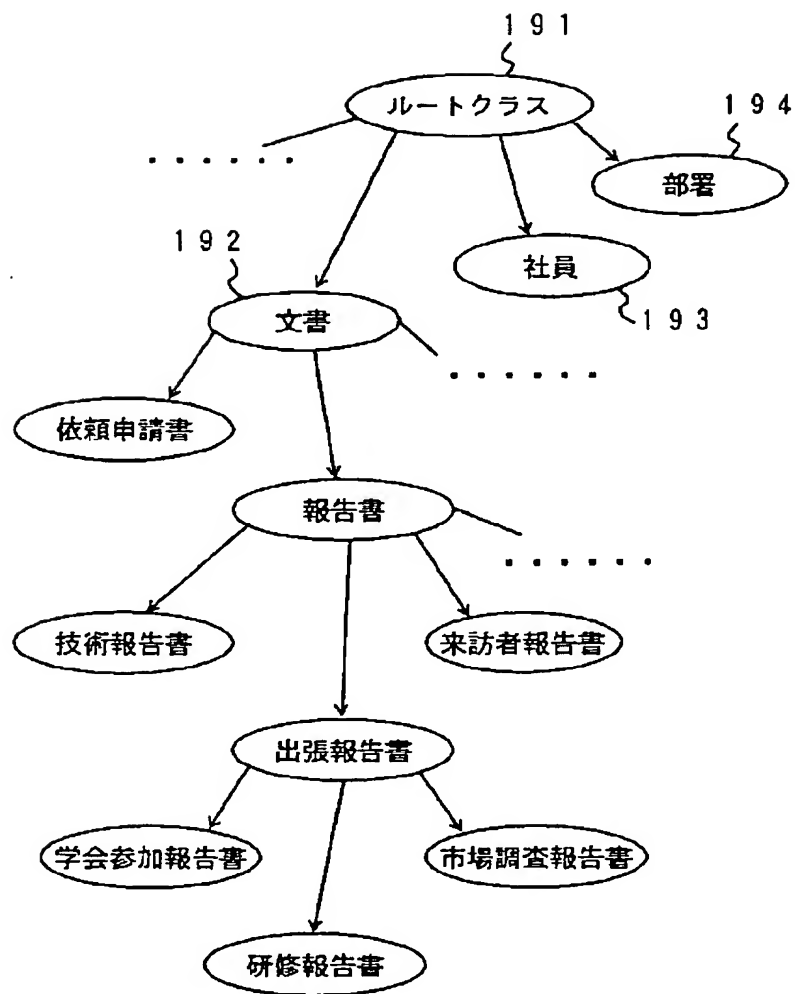 191
ルートクラス
194
部署
192
社員
文書
193
依頼申請書
報告書
技術報告書
来訪者報告書
出張報告書
学会参加報告書
市場調査報告書
研修報告書